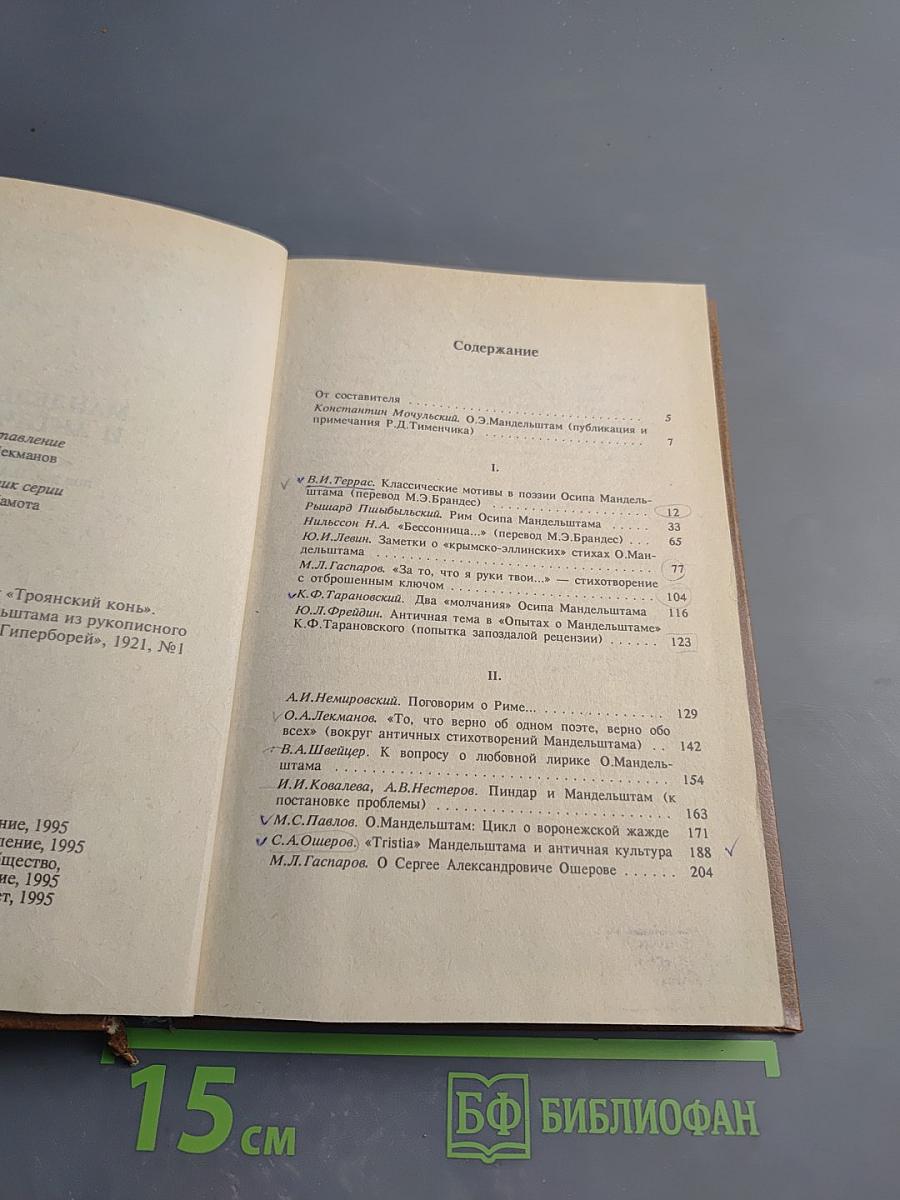 тавление
Лекманов
ик серии
амота
«Троянский конь».
льштама из рукописного
Гиперборей», 1921, №1
ние, 1995
ление, 1995
бщество,
ие, 1995
ет, 1995
Содержание
От составителя . . . . . . . . . . . . . . . . . . . . . . . . . . 5
Константин Мочульский. О.Э.Мандельштам (публикация и
примечания Р.Д.Тименчика) . . . . . . . . . . . . . . . . . . 7
I.
В.И.Террас. Классические мотивы в поэзии Осипа Мандель-
штама (перевод М.Э.Брандес) . . . . . . . . . . . . . . . . . 12
Рышард Пшыбыльский. Рим Осипа Мандельштама . . . . . 33
Нильссон Н.А. «Бессонница...» (перевод М.Э.Брандес) . . . 65
Ю.И.Левин. Заметки о «крымско-эллинских» стихах О.Ман-
дельштама . . . . . . . . . . . . . . . . . . . . . . . . . . . . 77
М.Л.Гаспаров. «За то, что я руки твои...» — стихотворение
с отброшенным ключом . . . . . . . . . . . . . . . . . . . . 104
К.Ф.Тарановский. Два «молчания» Осипа Мандельштама 116
Ю.Л.Фрейдин. Античная тема в «Опытах о Мандельштаме»
К.Ф.Тарановского (попытка запоздалой рецензии) . . . . . . 123
II.
А.И.Немировский. Поговорим о Риме... . . . . . . . . . . . . . 129
О.А.Лекманов. «То, что верно об одном поэте, верно обо
всех» (вокруг античных стихотворений Мандельштама) . . 142
В.А.Швейцер. К вопросу о любовной лирике О.Мандель-
штама . . . . . . . . . . . . . . . . . . . . . . . . . . . . . . 154
И.И.Ковалева, А.В.Нестеров. Пиндар и Мандельштам (к
постановке проблемы) . . . . . . . . . . . . . . . . . . . . . 163
М.С.Павлов. О.Мандельштам: Цикл о воронежской жажде 171
С.А.Ошеров. «Tristia» Мандельштама и античная культура 188
М.Л.Гаспаров. О Сергее Александровиче Ошерове . . . . . . 204
15 см
БФ БИБЛИОФАН